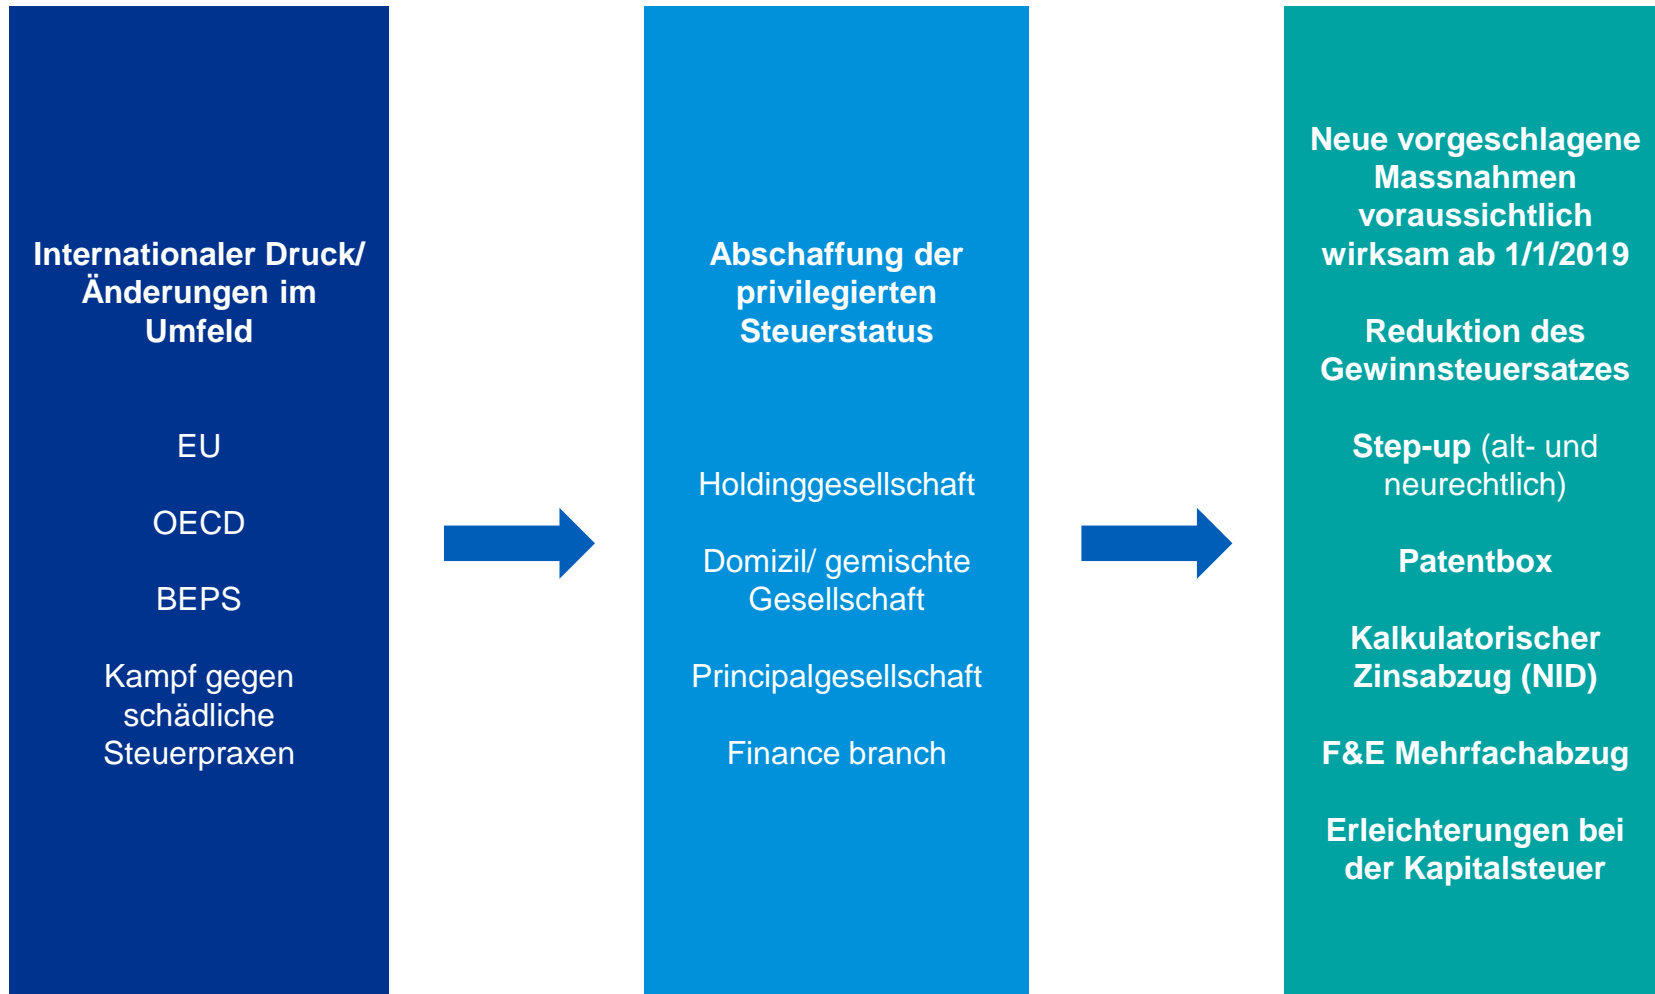 Internationaler Druck/
Änderungen im
Umfeld
EU
OECD
BEPS
Kampf gegen
schädliche
Steuerpraxen
Abschaffung der
privilegierten
Steuerstatus
Holdinggesellschaft
Domizil/ gemischte
Gesellschaft
Principalgesellschaft
Finance branch
Neue vorgeschlagene
Massnahmen
voraussichtlich
wirksam ab 1/1/2019
Reduktion des
Gewinnsteuersatzes
Step-up (alt- und
neurechtlich)
Patentbox
Kalkulatorischer
Zinsabzug (NID)
F&E Mehrfachabzug
Erleichterungen bei
der Kapitalsteuer